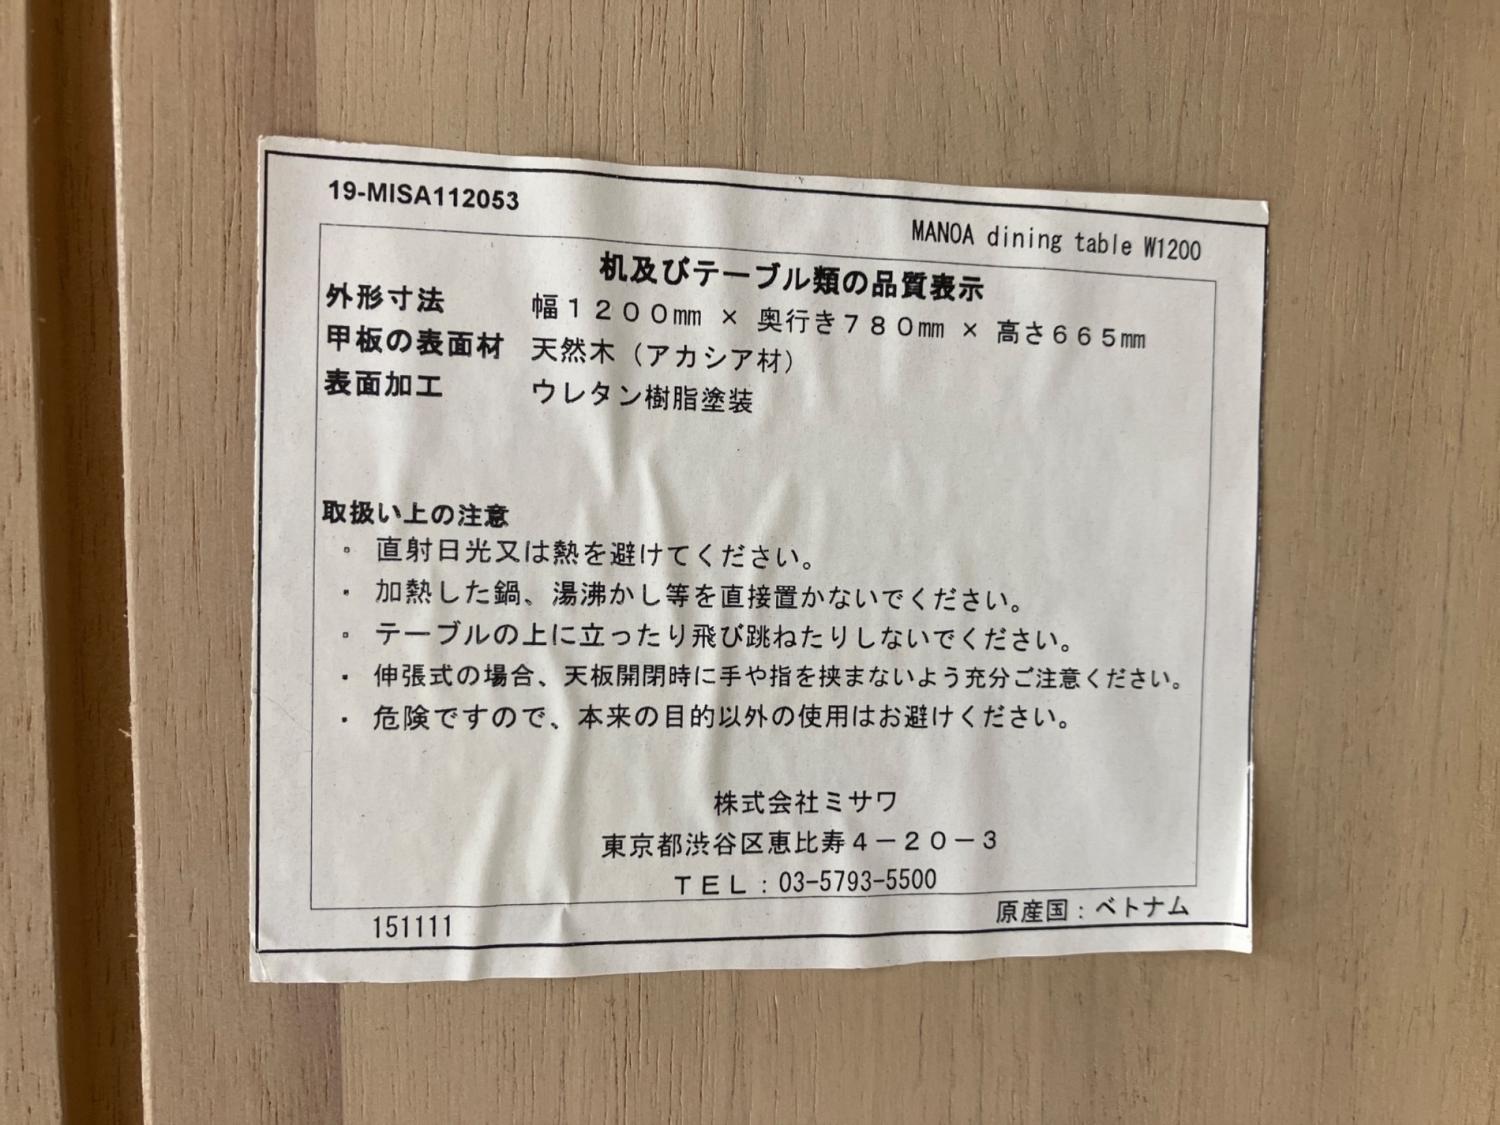 19-MISA112053
MANOA dining table W1200
机及びテーブル類の品質表示
外形寸法 幅１２００㎜ × 奥行き７８０㎜ × 高さ６６５㎜
甲板の表面材 天然木（アカシア材）
表面加工 ウレタン樹脂塗装
取扱い上の注意
・ 直射日光又は熱を避けてください。
・ 加熱した鍋、湯沸かし等を直接置かないでください。
・ テーブルの上に立ったり飛び跳ねたりしないでください。
・ 伸張式の場合、天板開閉時に手や指を挟まないよう充分ご注意ください。
・ 危険ですので、本来の目的以外の使用はお避けください。
株式会社ミサワ
東京都渋谷区恵比寿４－２０－３
ＴＥＬ：03-5793-5500
151111
原産国：ベトナム